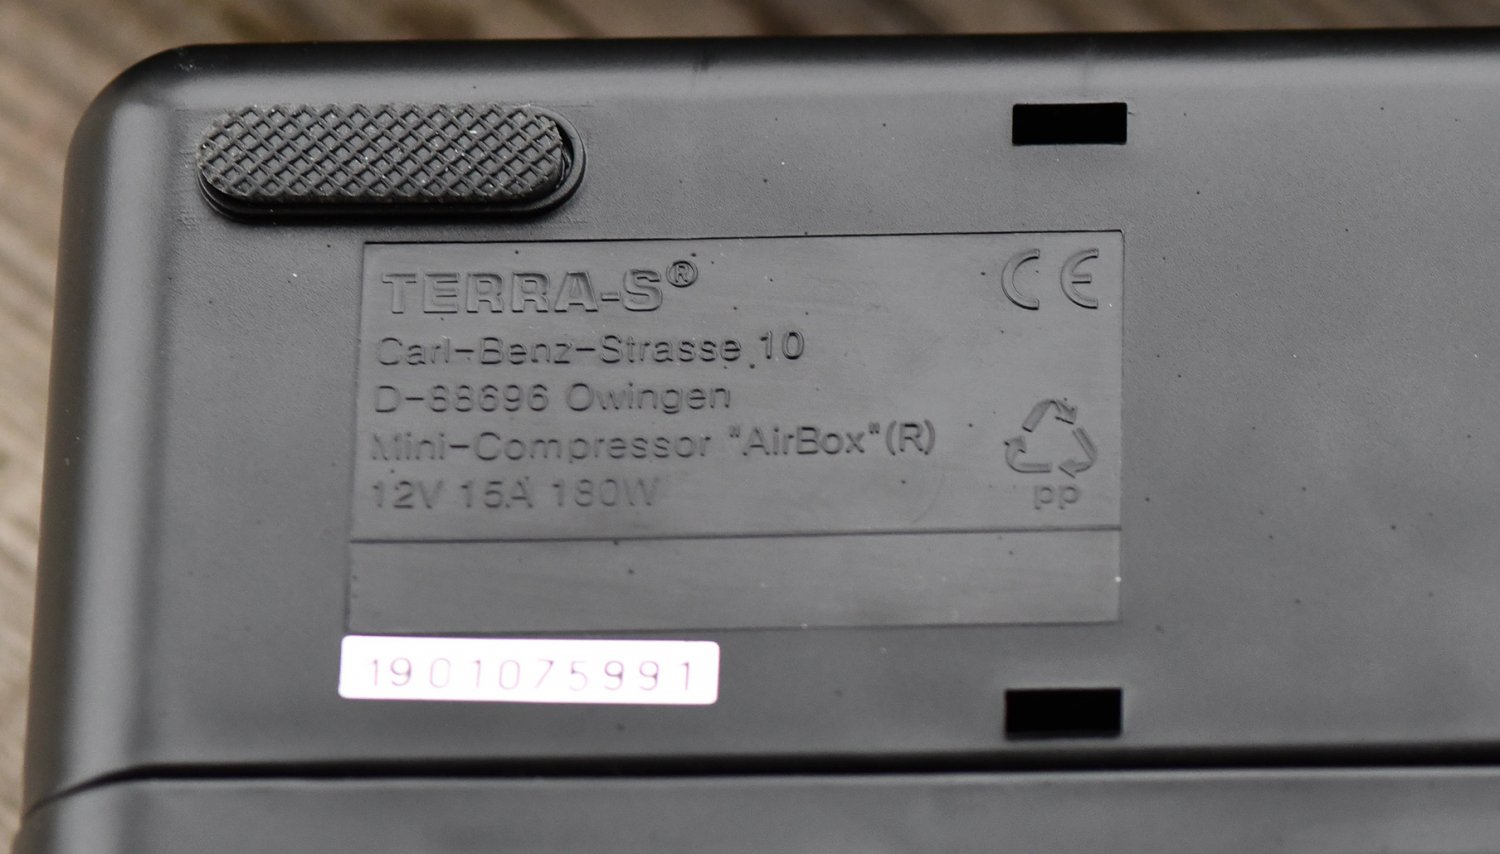 TERRA-S®
CE
Carl-Benz-Strasse 10
D-88696 Owingen
Mini-Compressor "AirBox"(R)
12V 15A 180W
PP
1901075991